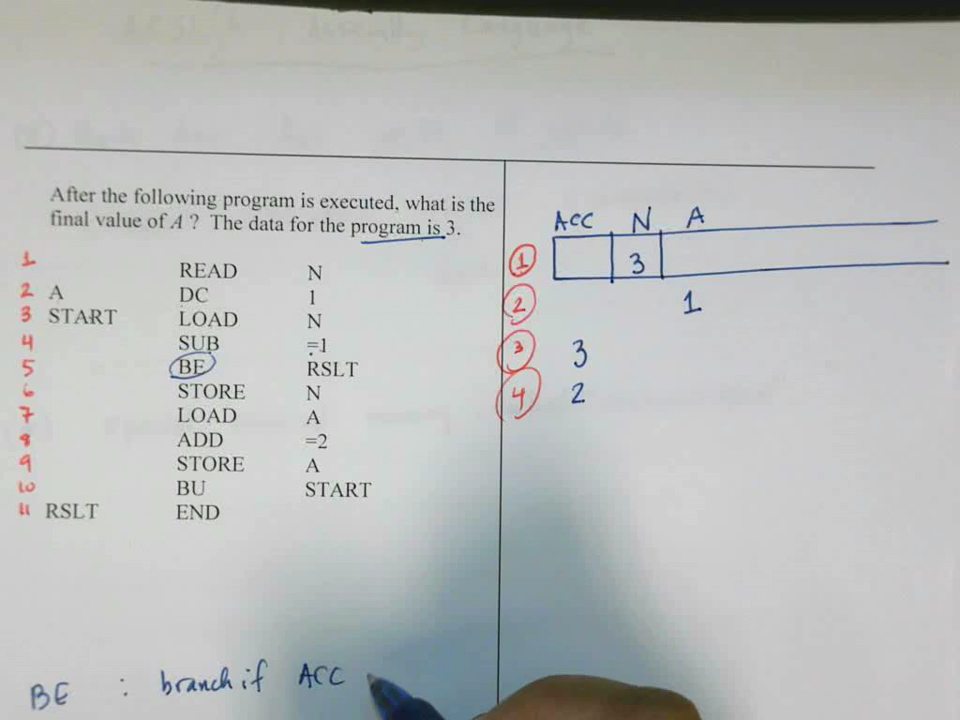 After the following program is executed, what is the
final value of A ? The data for the program is 3.
1 READ N
2 A DC 1
3 START LOAD N
4 SUB =1
5 BE RSLT
6 STORE N
7 LOAD A
8 ADD =2
9 STORE A
10 BU START
11 RSLT END
ACC N A
1 3
2 1
3 3
4 2
BE : branch if ACC